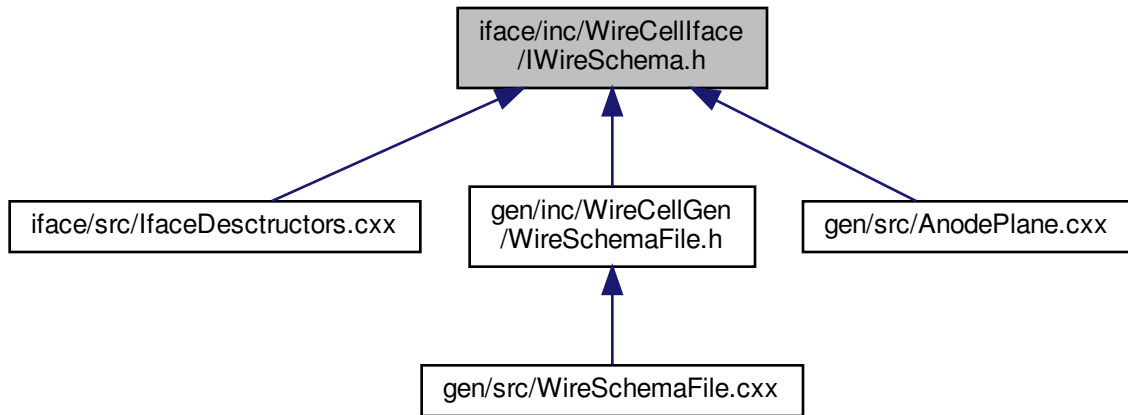 iface/inc/WireCellIface
/IWireSchema.h
iface/src/IfaceDesctructors.cxx
gen/inc/WireCellGen
/WireSchemaFile.h
gen/src/AnodePlane.cxx
gen/src/WireSchemaFile.cxx